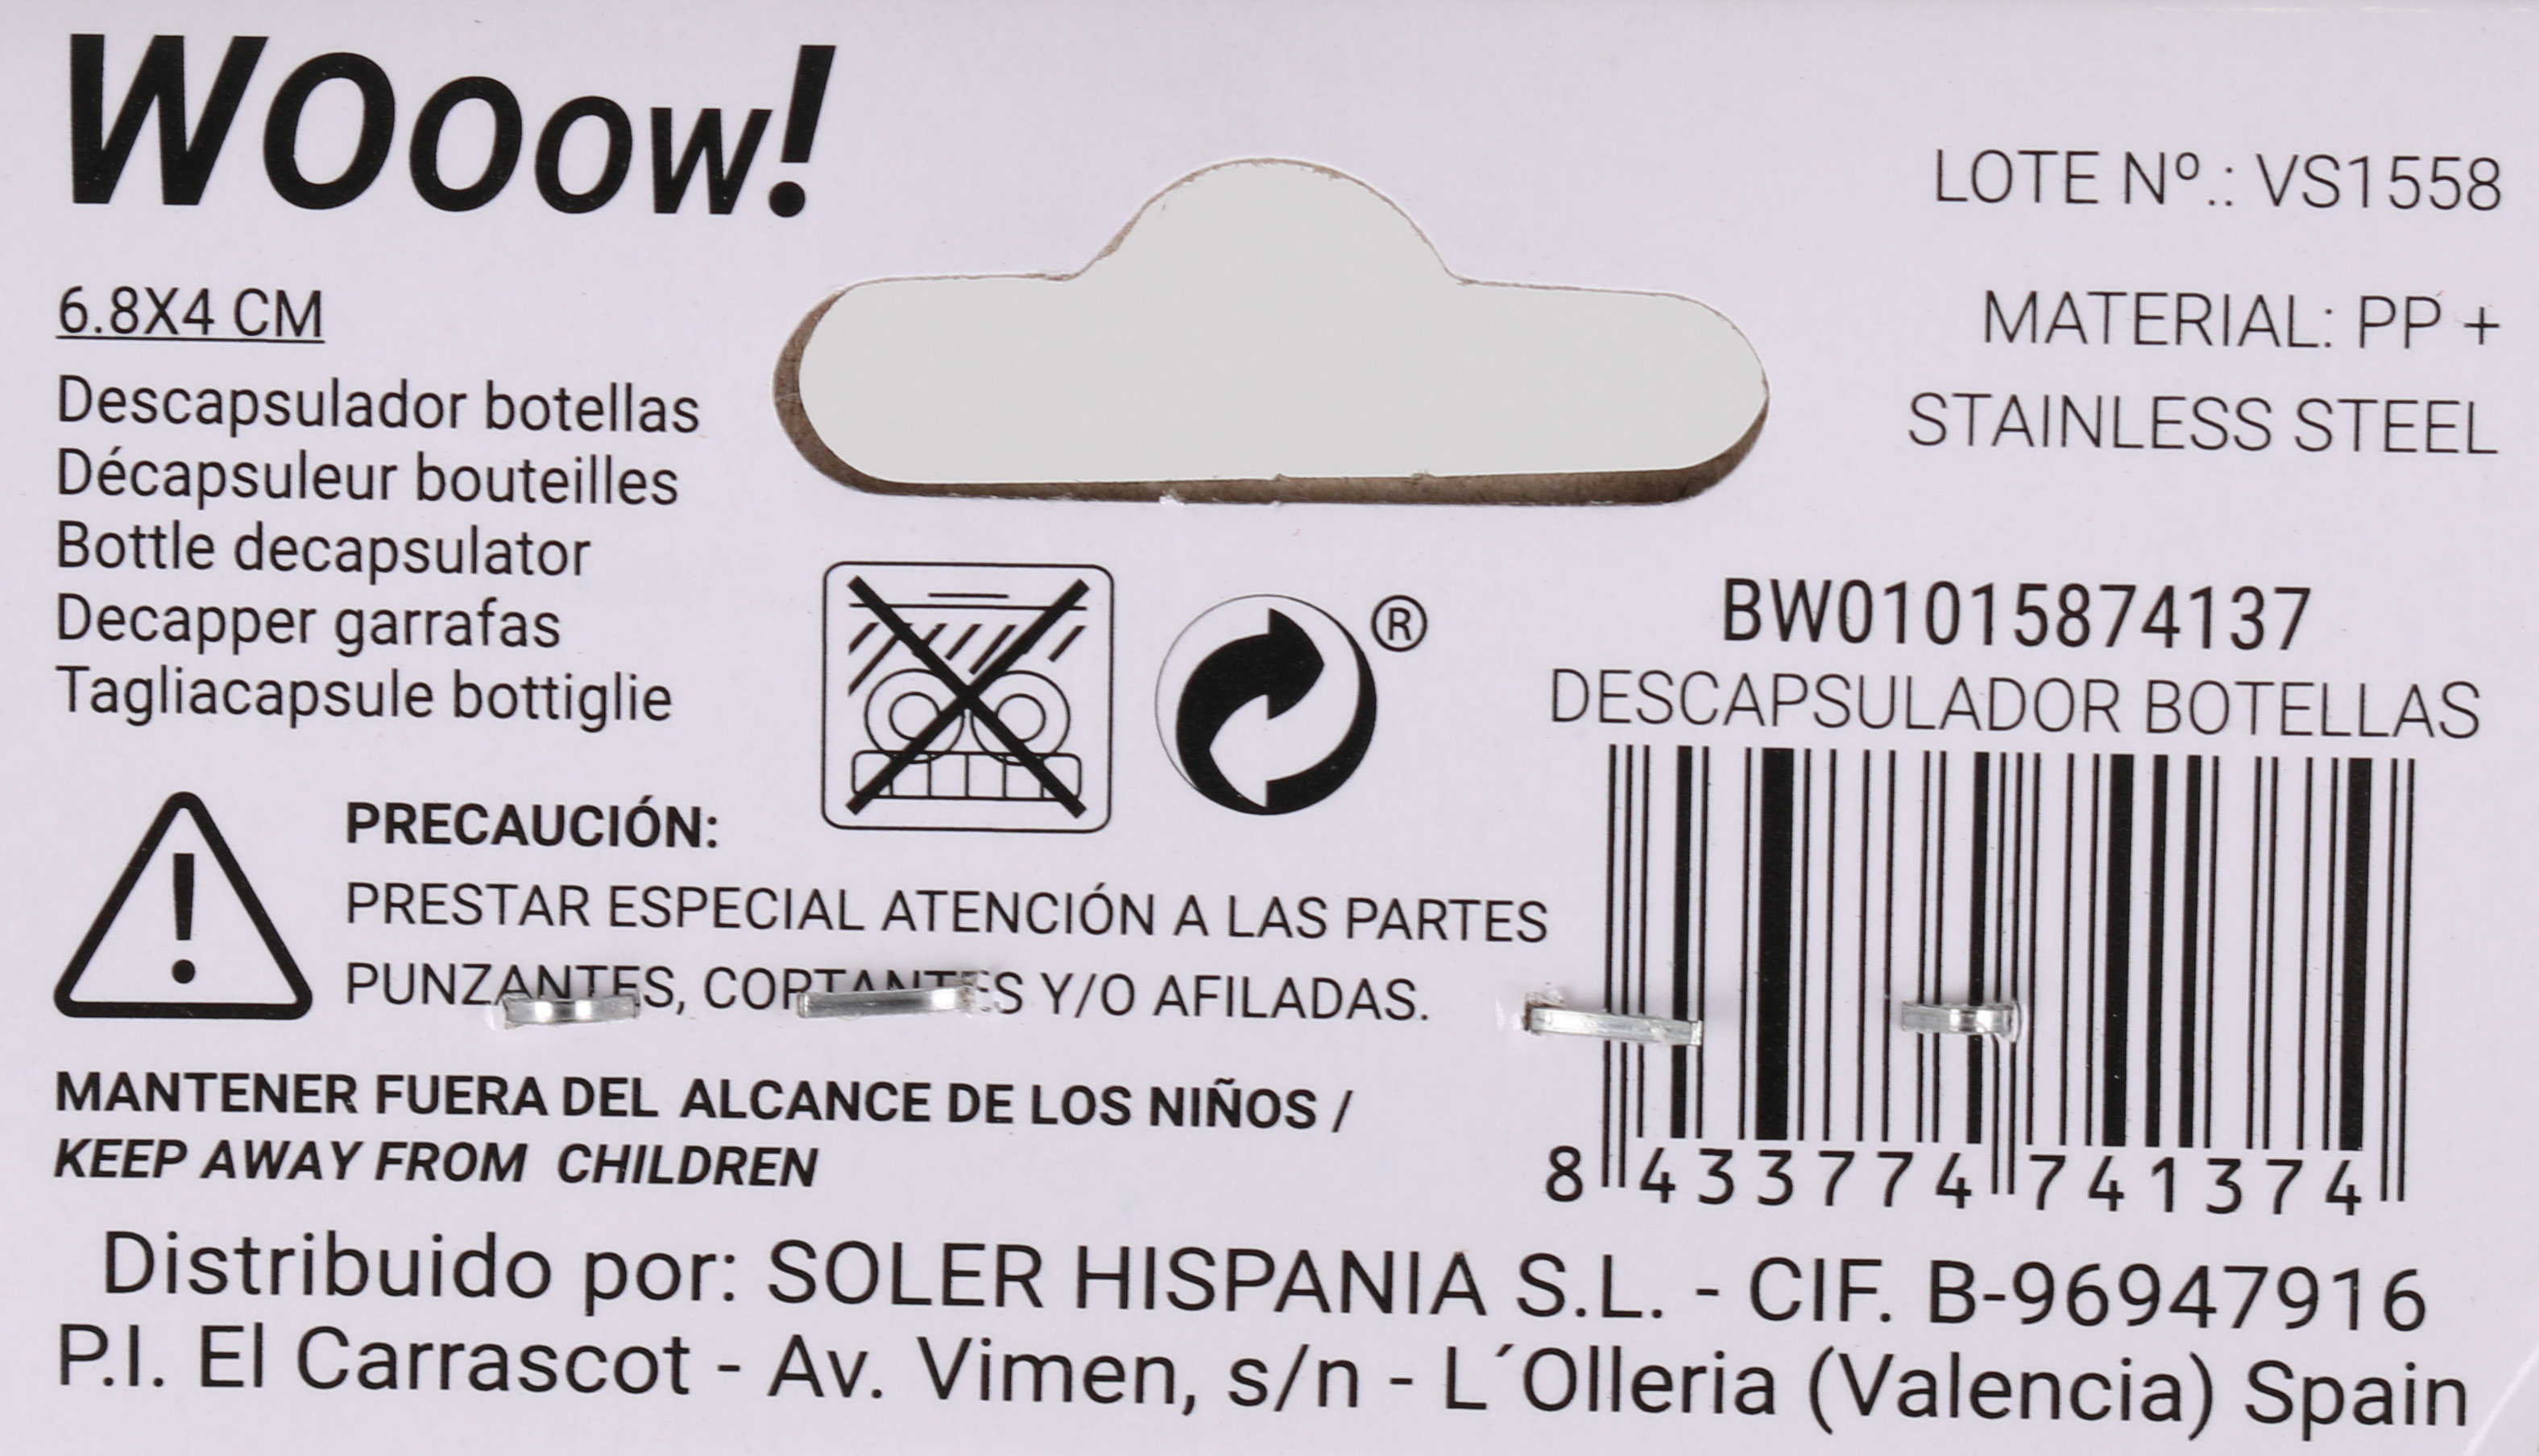 WOOOW!
6.8X4 CM
Descapsulador botellas
Décapsuleur bouteilles
Bottle decapsulator
Decapper garrafas
Tagliacapsule bottiglie
LOTE Nº.: VS1558
MATERIAL: PP +
STAINLESS STEEL
®
BW01015874137
DESCAPSULADOR BOTELLAS
8 433774 741374
PRECAUCIÓN:
PRESTAR ESPECIAL ATENCIÓN A LAS PARTES
PUNZANTES, CORTANTES Y/O AFILADAS.
MANTENER FUERA DEL ALCANCE DE LOS NIÑOS /
KEEP AWAY FROM CHILDREN
Distribuido por: SOLER HISPANIA S.L. - CIF. B-96947916
P.I. El Carrascot - Av. Vimen, s/n - L´Olleria (Valencia) Spain